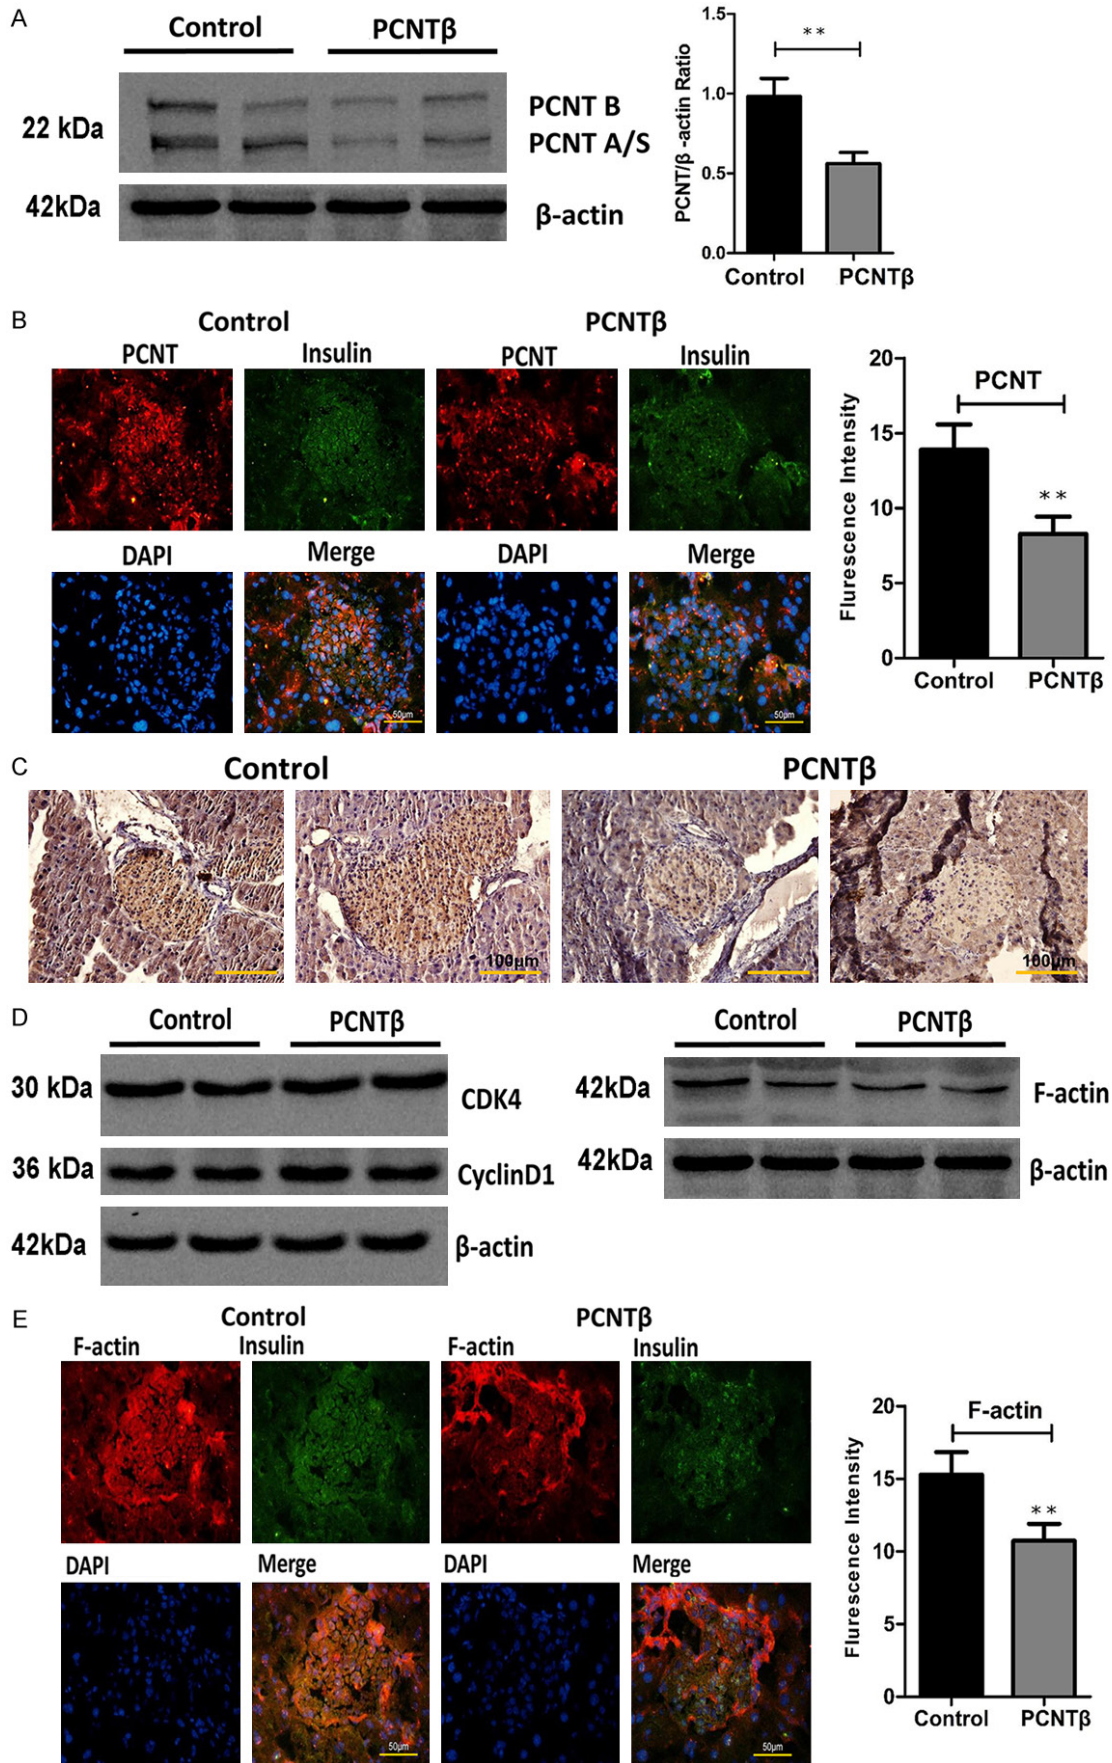 A
Control PCNTβ
22 kDa
PCNT B
PCNT A/S
42kDa
β-actin
1.5
1.0
0.5
0.0
PCNT/β -actin Ratio
**
Control PCNTβ
B
Control PCNTβ
PCNT Insulin PCNT Insulin
DAPI Merge DAPI Merge
50μm 50μm
20
15
10
5
0
Flurescence Intensity
PCNT
**
Control PCNTβ
C
Control PCNTβ
100μm 100μm
D
Control PCNTβ
30 kDa CDK4
36 kDa CyclinD1
42kDa β-actin
Control PCNTβ
42kDa F-actin
42kDa β-actin
E
Control PCNTβ
F-actin Insulin F-actin Insulin
DAPI Merge DAPI Merge
50μm 50μm
20
15
10
5
0
Flurescence Intensity
F-actin
**
Control PCNTβ